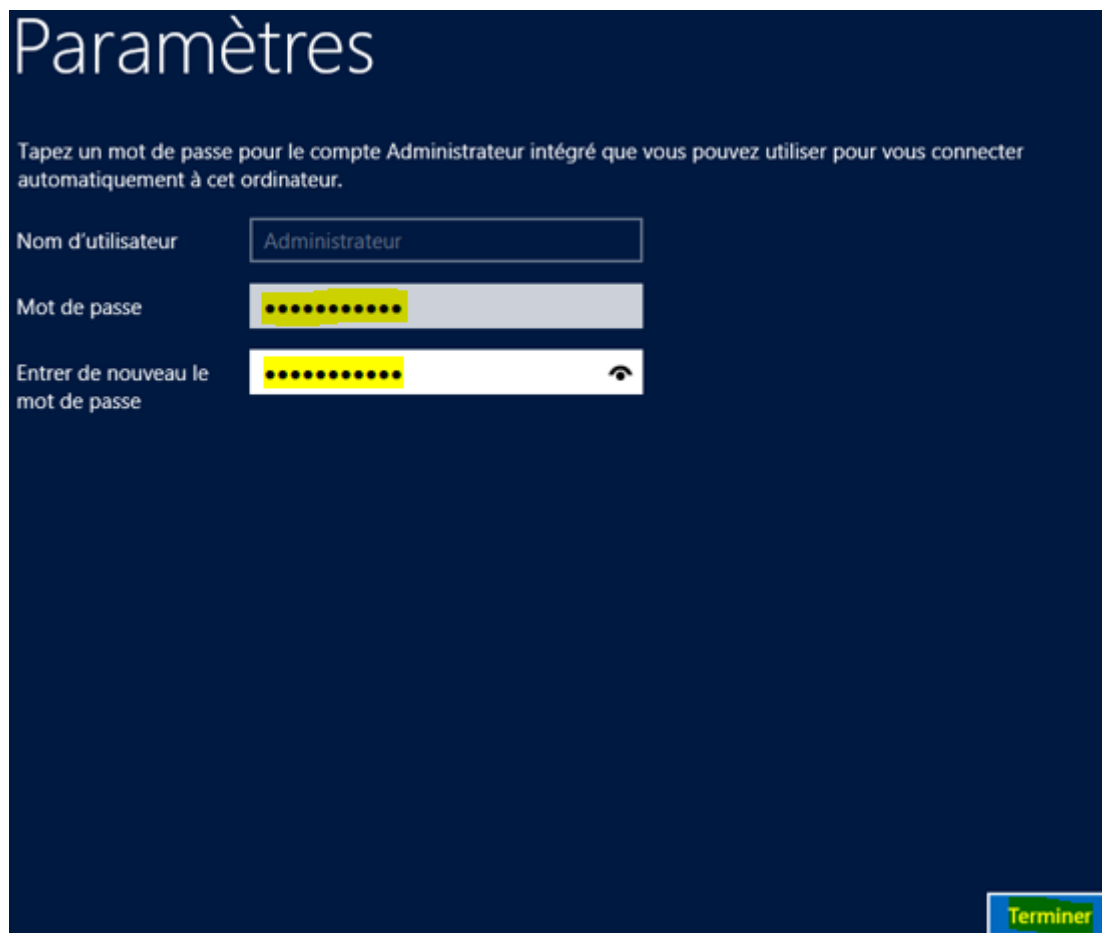 Paramètres
Tapez un mot de passe pour le compte Administrateur intégré que vous pouvez utiliser pour vous connecter
automatiquement à cet ordinateur.
Nom d'utilisateur
Administrateur
Mot de passe
•••••••••••
Entrer de nouveau le
mot de passe
•••••••••••
Terminer